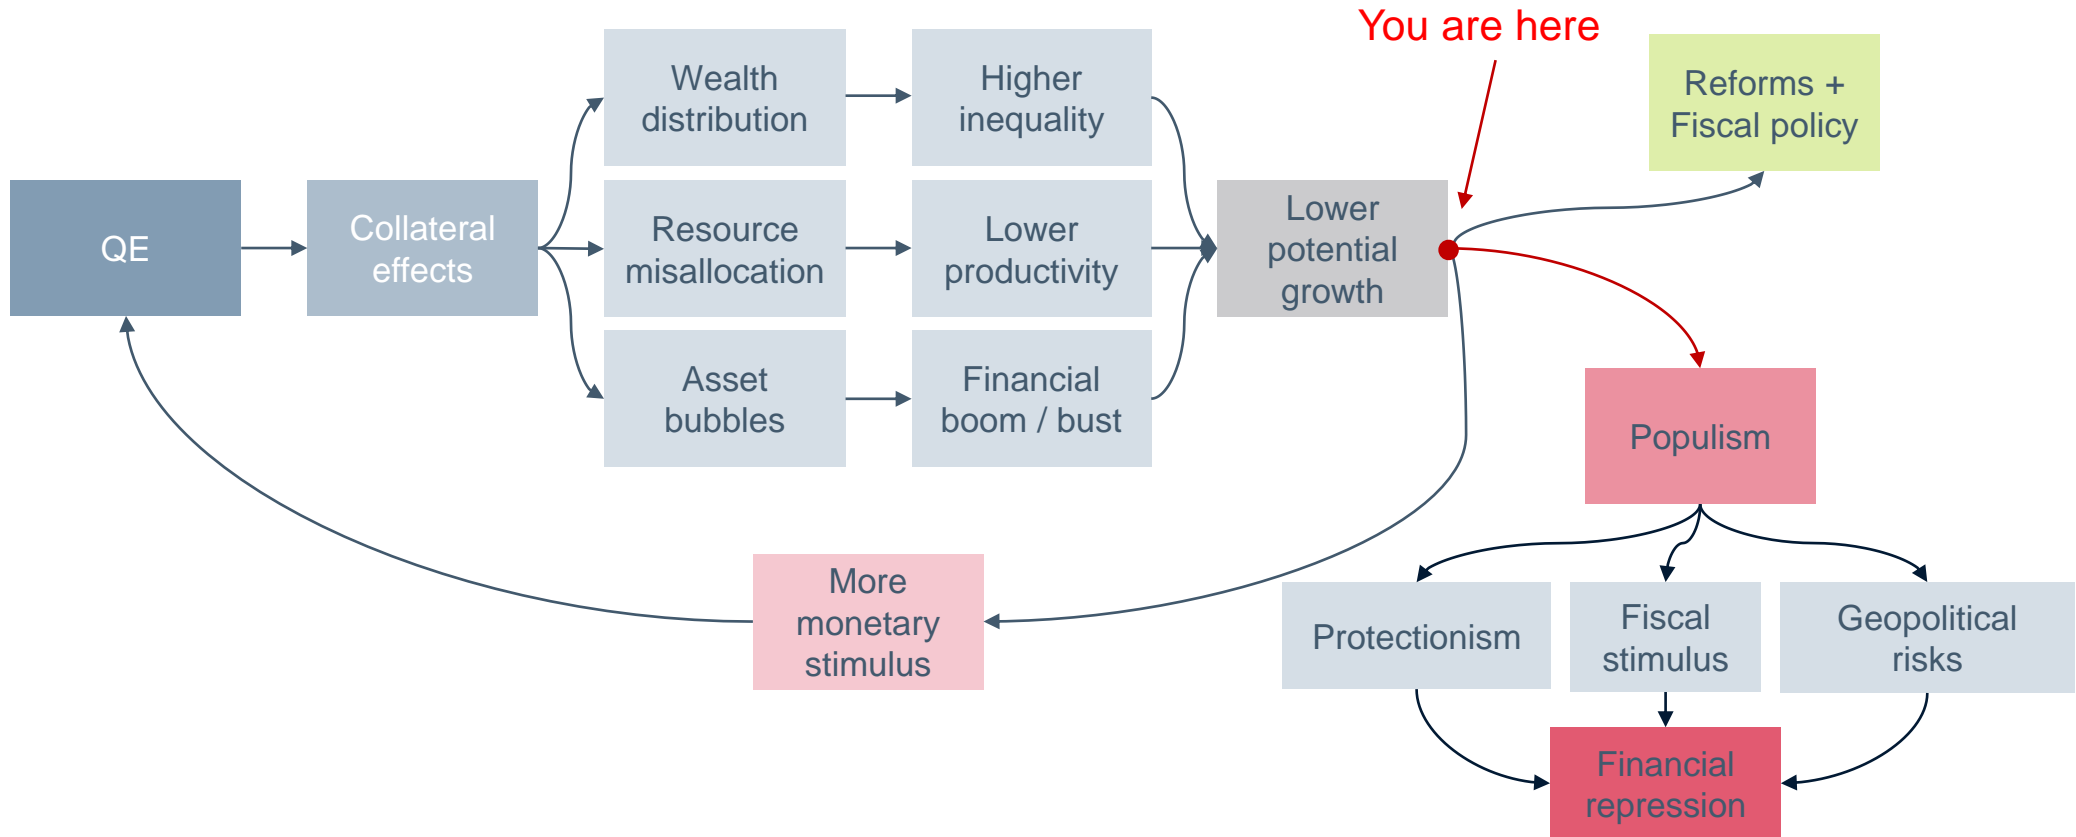 You are here
Wealth
distribution
Higher
inequality
Reforms +
Fiscal policy
QE
Collateral
effects
Resource
misallocation
Lower
productivity
Lower
potential
growth
Asset
bubbles
Financial
boom / bust
Populism
More
monetary
stimulus
Protectionism
Fiscal
stimulus
Geopolitical
risks
Financial
repression